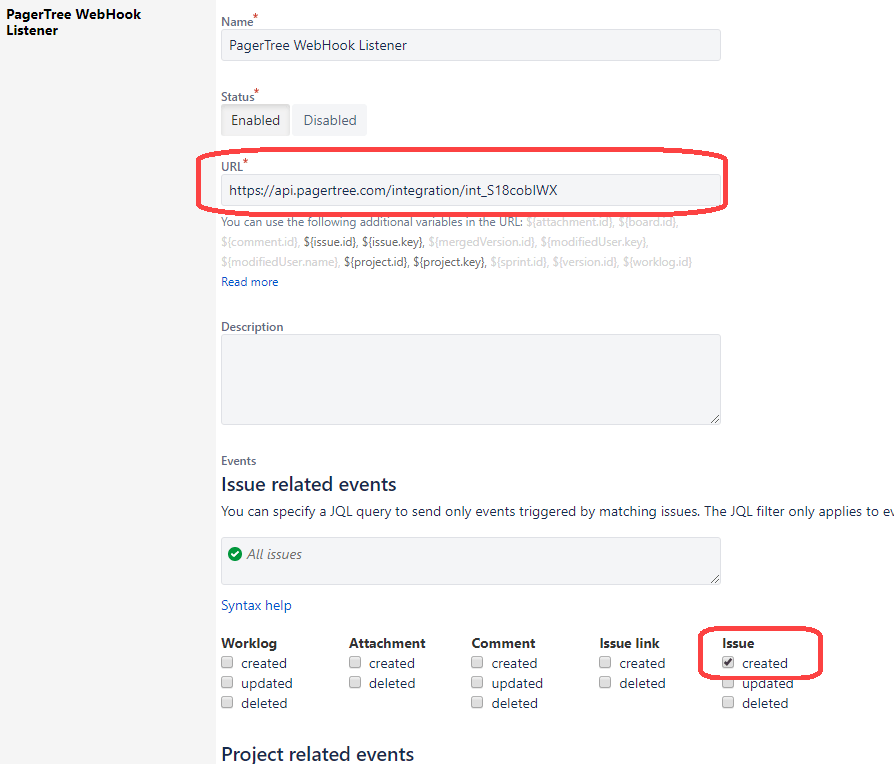 PagerTree WebHook
Listener
Name*
PagerTree WebHook Listener
Status*
Enabled Disabled
URL*
https://api.pagertree.com/integration/int_S18cobIWX
You can use the following additional variables in the URL: ${attachment.id}, ${board.id},
${comment.id}, ${issue.id}, ${issue.key}, ${mergedVersion.id}, ${modifiedUser.key},
${modifiedUser.name}, ${project.id}, ${project.key}, ${sprint.id}, ${version.id}, ${worklog.id}
Read more
Description
Events
Issue related events
You can specify a JQL query to send only events triggered by matching issues. The JQL filter only applies to ev
All issues
Syntax help
Worklog Attachment Comment Issue link Issue
created created created created created
updated deleted updated deleted updated
deleted deleted deleted
Project related events